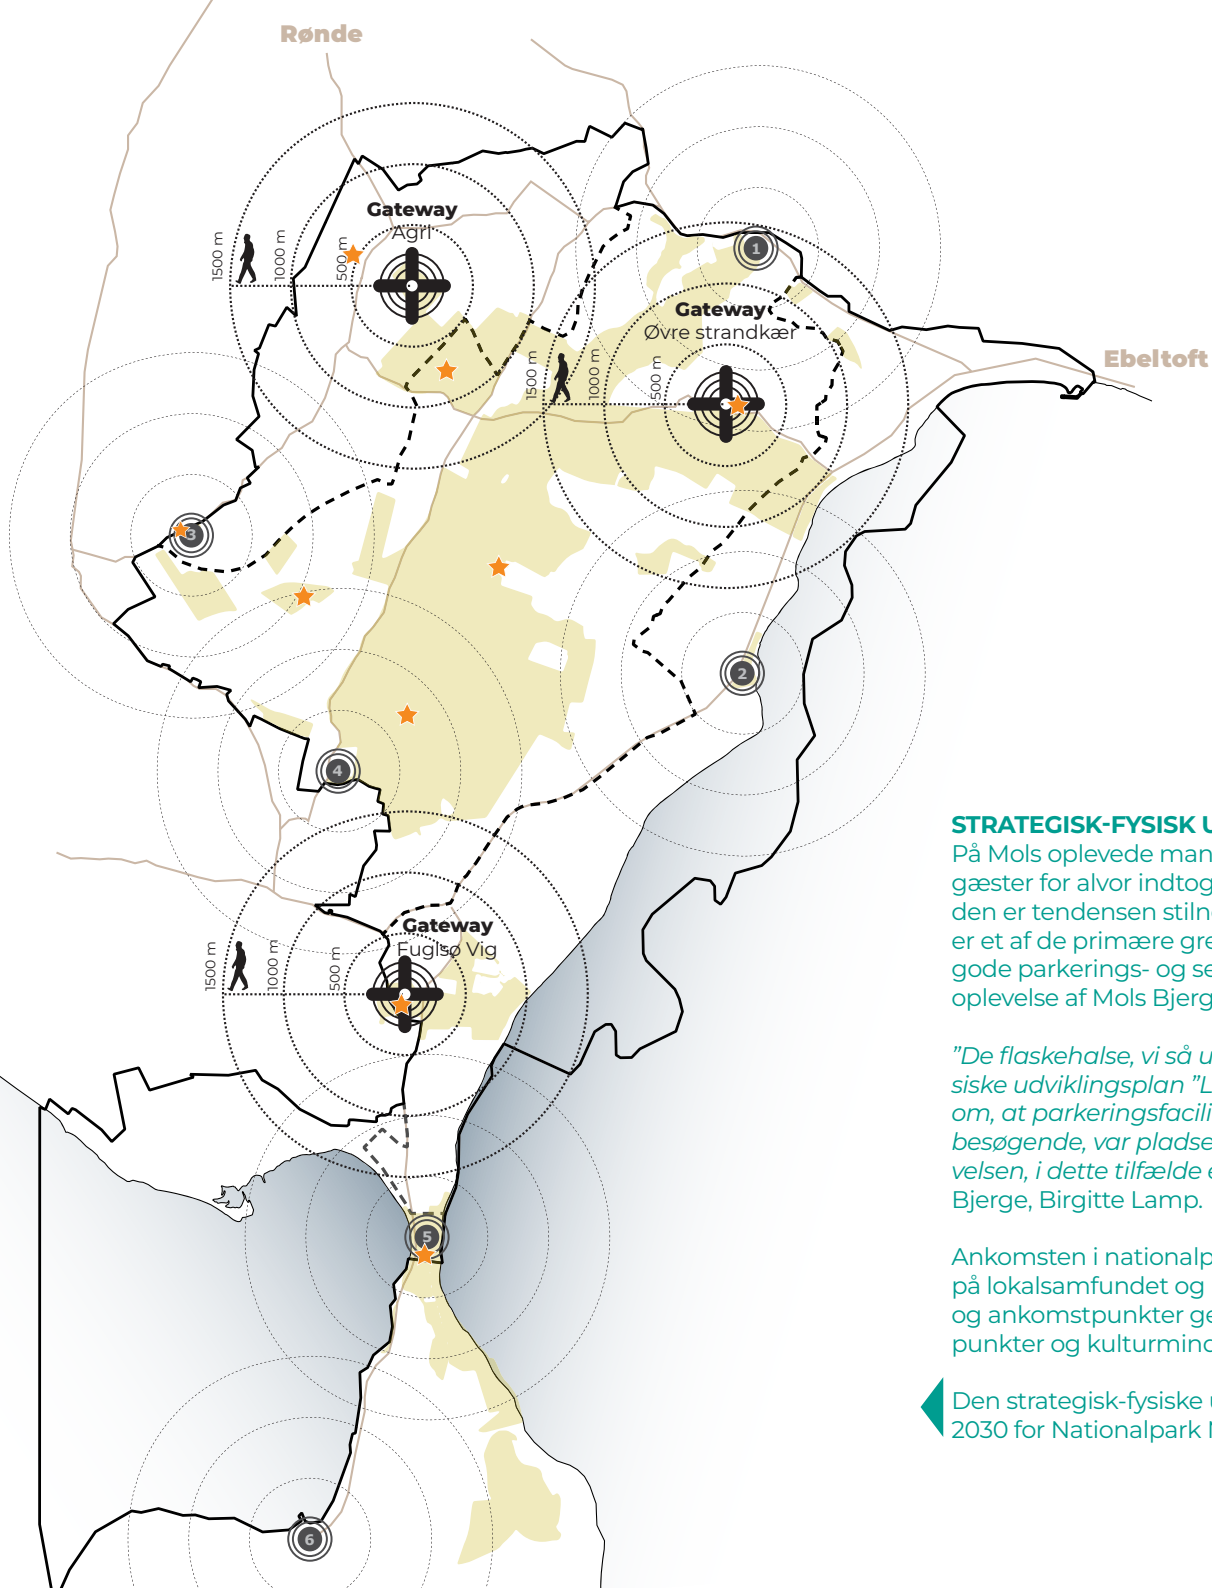 Rønde
Gateway
Agri
1500 m
1000 m
500 m
1
Gateway
Øvre strandkær
1500 m
1000 m
500 m
Ebeltoft
3
2
4
Gateway
Fuglsø Vig
1500 m
1000 m
500 m
5
6
STRATEGISK-FYSISK U
På Mols oplevede man
gæster for alvor indtog
den er tendensen stiln
er et af de primære gre
gode parkerings- og se
oplevelse af Mols Bjerg
”De flaskehalse, vi så u
siske udviklingsplan ”L
om, at parkeringsfacili
besøgende, var pladse
velsen, i dette tilfælde e
Bjerge, Birgitte Lamp.
Ankomsten i nationalp
på lokalsamfundet og
og ankomstpunkter ge
punkter og kulturmind
Den strategisk-fysiske u
2030 for Nationalpark M